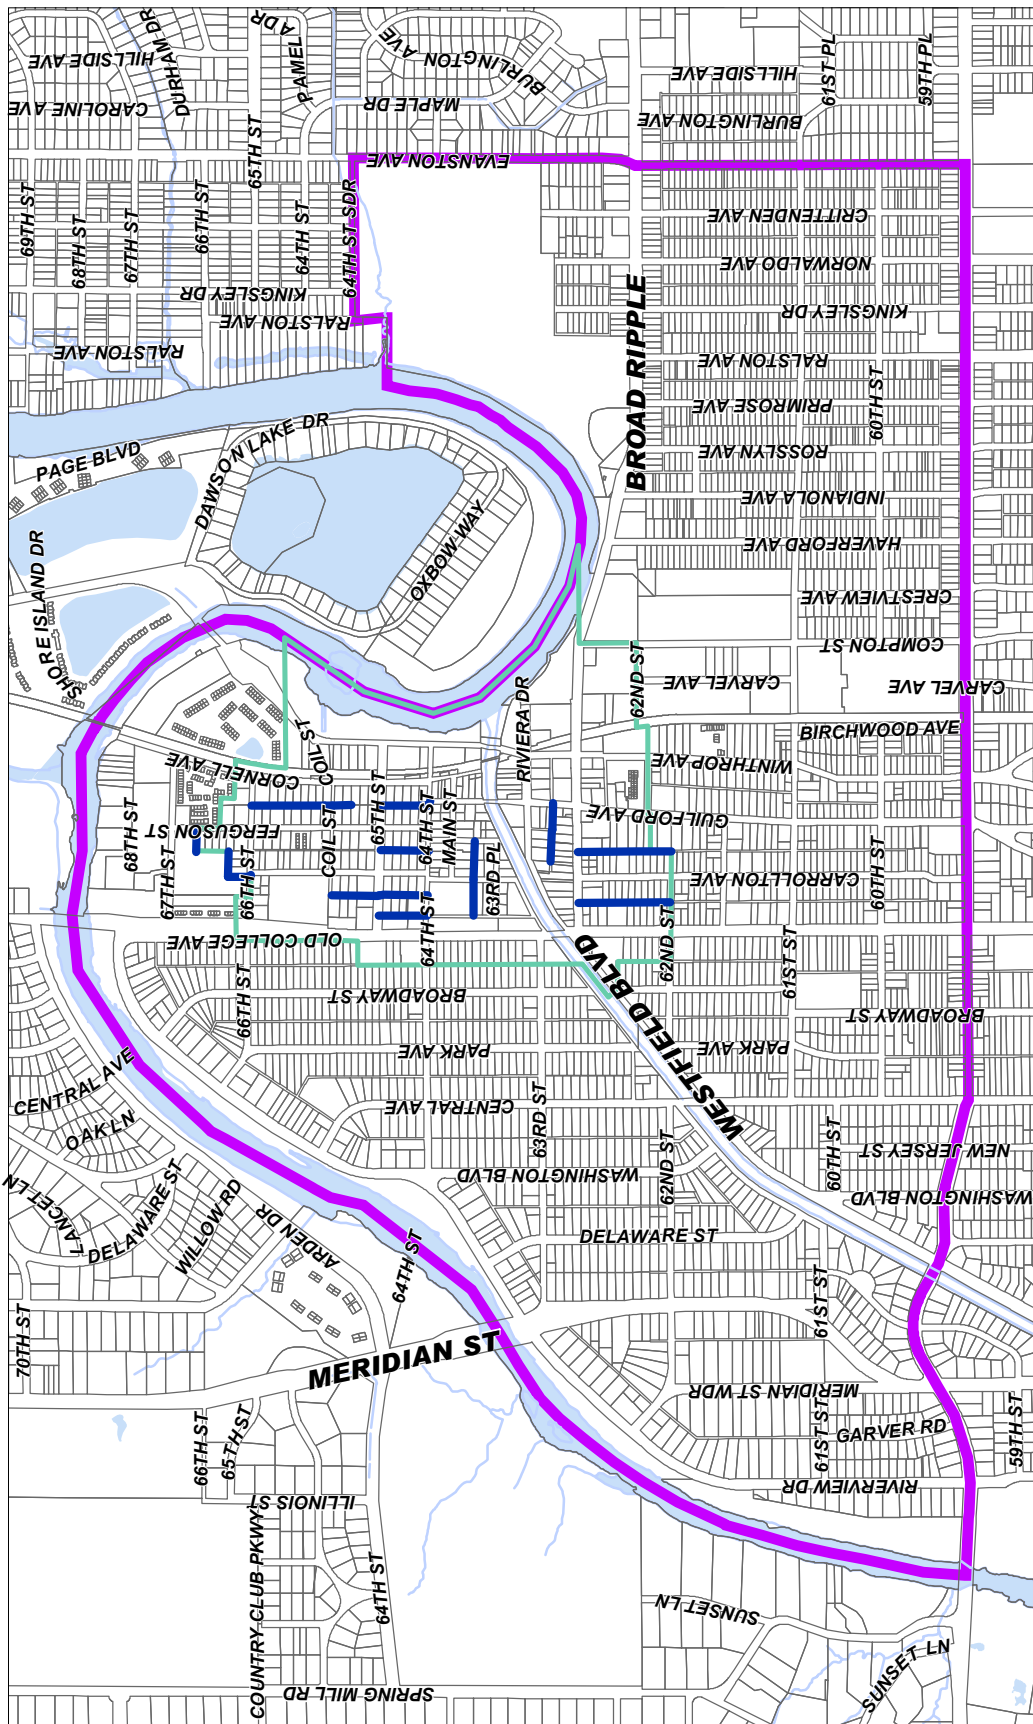 HILLSIDE AVE
DURHAM DR
PAMEL
A DR
BURLINGTON AVE
BURLINGTON
HILLSIDE AVE
61ST PL
59TH PL
CAROLINE AVE
MAPLE DR
BURLINGTON AVE
65TH ST
EVANSTON AVE
69TH ST
68TH ST
67TH ST
66TH ST
64TH ST
64TH ST SDR
CRITTENDEN AVE
NORWALDO AVE
KINGSLEY DR
KINGSLEY DR
RALSTON AVE
RALSTON AVE
RALSTON AVE
BROAD RIPPLE
PRIMROSE AVE
60TH ST
PAGE BLVD
DAWSON LAKE DR
ROSSLYN AVE
INDIANOLA AVE
HAVERFORD AVE
OXBOW WAY
SHORE ISLAND DR
CRESTVIEW AVE
COMPTON ST
62ND ST
CARVEL AVE
CARVEL AVE
RIVIERA DR
BIRCHWOOD AVE
COIL ST
CORNELL AVE
WINTHROP AVE
68TH ST
FERGUSON ST
65TH ST
64TH ST
MAIN ST
GUILFORD AVE
COIL ST
67TH ST
66TH ST
63RD PL
CARROLLTON AVE
60TH ST
64TH ST
OLD COLLEGE AVE
62ND ST
61ST ST
66TH ST
BROADWAY ST
WESTFIELD BLVD
BROADWAY ST
PARK AVE
PARK AVE
CENTRAL AVE
CENTRAL AVE
63RD ST
OAK LN
62ND ST
60TH ST
NEW JERSEY ST
WASHINGTON BLVD
WASHINGTON BLVD
LANCET LN
DELAWARE ST
WILLOW RD
ARDEN DR
DELAWARE ST
64TH ST
61ST ST
70TH ST
MERIDIAN ST
MERIDIAN ST WDR
66TH ST
65TH ST
61ST ST
GARVER RD
59TH ST
RIVERVIEW DR
ILLINOIS ST
COUNTRY CLUB PKWY
64TH ST
SUNSET LN
SUNSET LN
SPRING MILL RD